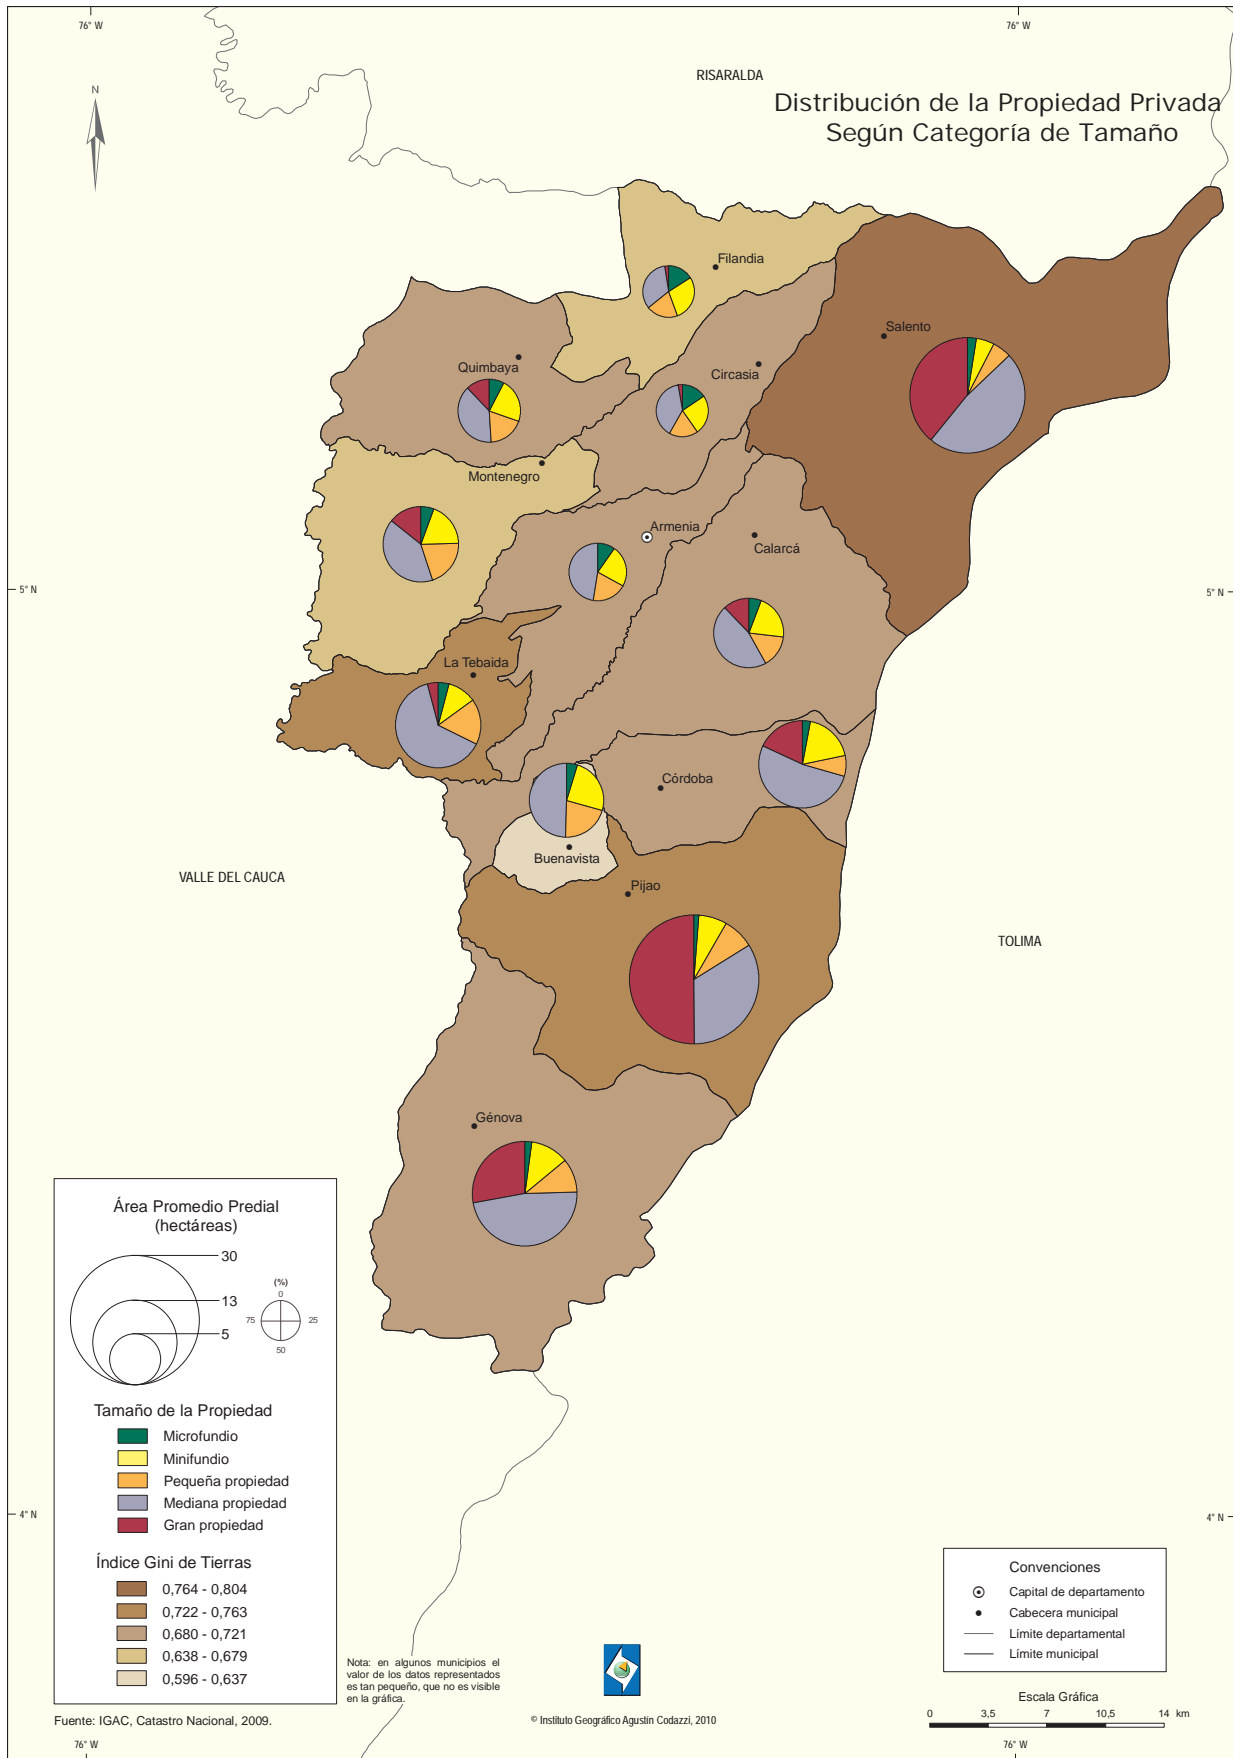 76° W
76° W
N
RISARALDA
Distribución de la Propiedad Privada
Según Categoría de Tamaño
Filandia
Salento
Quimbaya
Circasia
Montenegro
Armenia
Calarcá
5° N
5° N
La Tebaida
Córdoba
Buenavista
VALLE DEL CAUCA
Pijao
TOLIMA
Génova
Área Promedio Predial
(hectáreas)
30
13
5
(%)
0
75
25
50
Tamaño de la Propiedad
Microfundio
Minifundio
Pequeña propiedad
Mediana propiedad
Gran propiedad
Índice Gini de Tierras
0,764 - 0,804
0,722 - 0,763
0,680 - 0,721
0,638 - 0,679
0,596 - 0,637
4° N
4° N
Convenciones
Capital de departamento
Cabecera municipal
Límite departamental
Límite municipal
Nota: en algunos municipios el
valor de los datos representados
es tan pequeño, que no es visible
en la gráfica.
Escala Gráfica
0 3,5 7 10,5 14 km
Fuente: IGAC, Catastro Nacional, 2009.
© Instituto Geográfico Agustín Codazzi, 2010
76° W
76° W